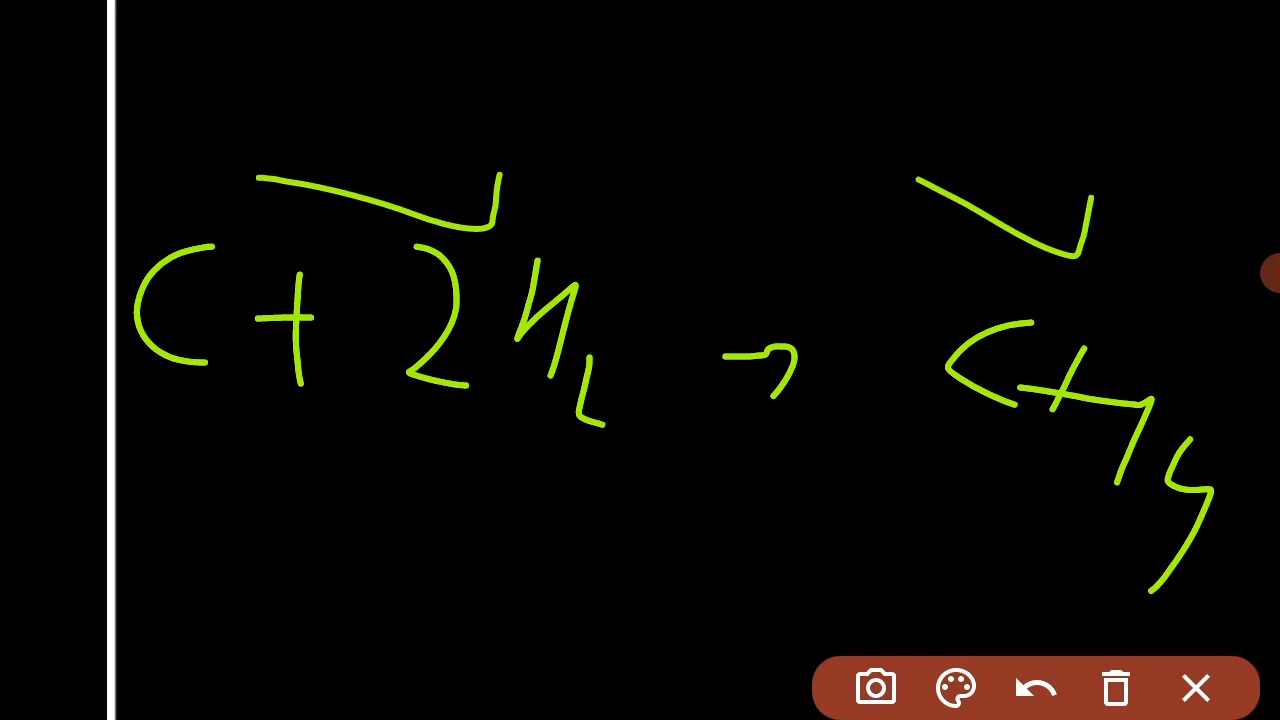 C + 2H₂ → CH₄